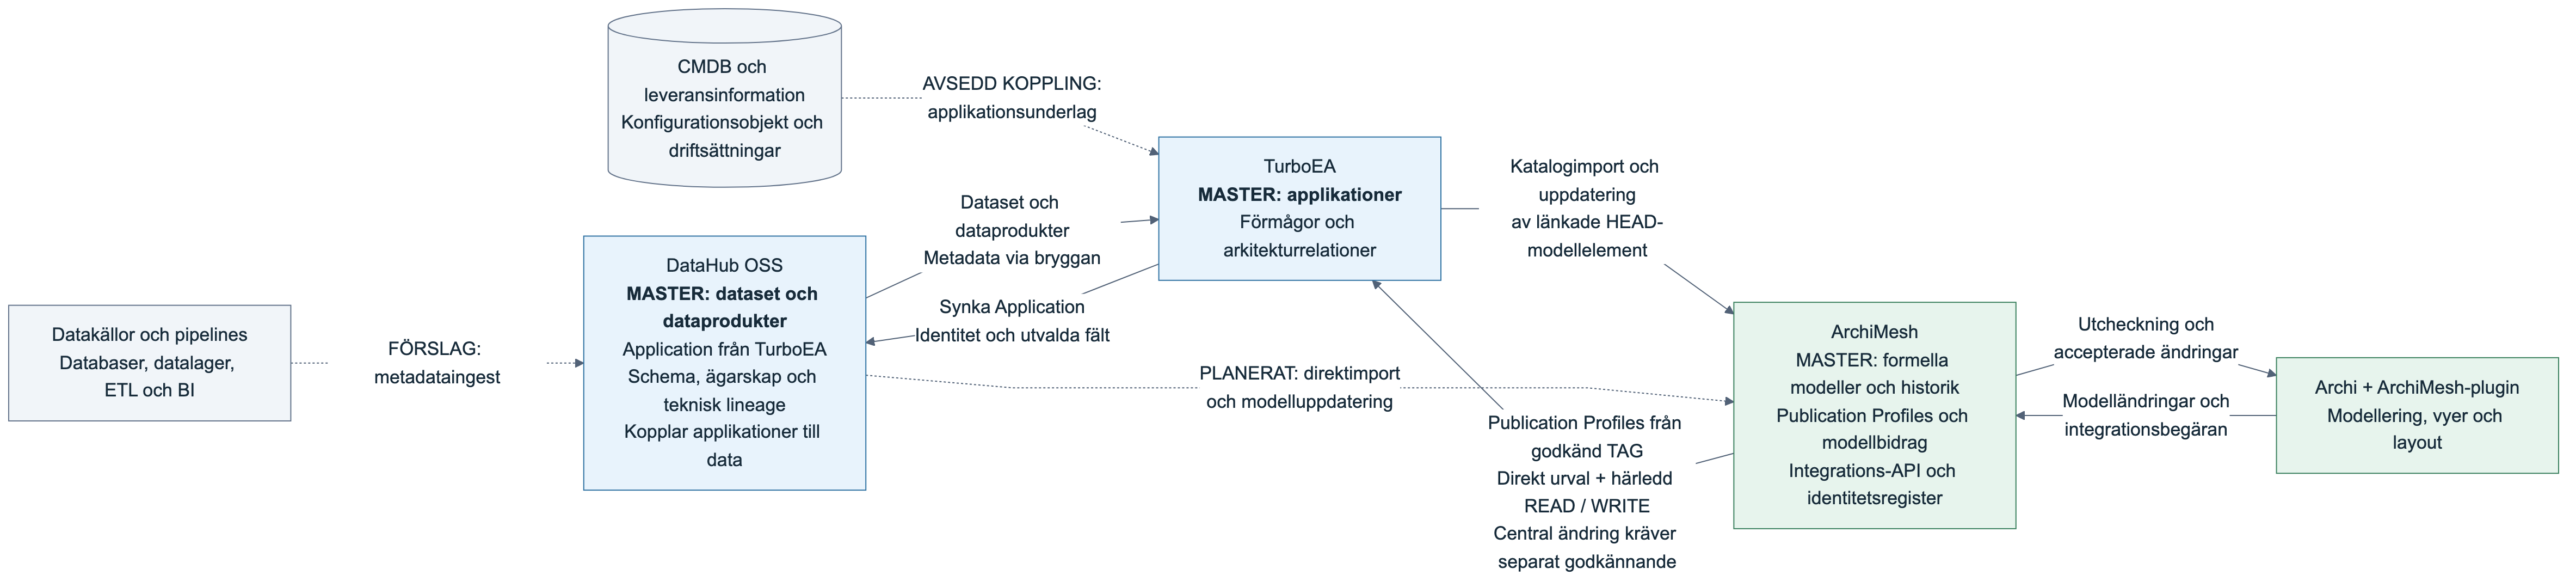 CMDB och
leveransinformation
Konfigurationsobjekt och
driftsättningar
AVSEDD KOPPLING:
applikationsunderlag
TurboEA
MASTER: applikationer
Förmågor och
arkitekturrelationer
Katalogimport och
uppdatering
av länkade HEAD-
modellelement
Dataset och
dataprodukter
Metadata via bryggan
Synka Application
Identitet och utvalda fält
DataHub OSS
MASTER: dataset och
dataprodukter
Application från TurboEA
Schema, ägarskap och
teknisk lineage
Kopplar applikationer till
data
Datakällor och pipelines
Databaser, datalager,
ETL och BI
FÖRSLAG:
metadataingest
PLANERAT: direktimport
och modelluppdatering
Publication Profiles från
godkänd TAG
Direkt urval + härledd
READ / WRITE
Central ändring kräver
separat godkännande
ArchiMesh
MASTER: formella
modeller och historik
Publication Profiles och
modellbidrag
Integrations-API och
identitetsregister
Utcheckning och
accepterade ändringar
Modelländringar och
integrationsbegäran
Archi + ArchiMesh-plugin
Modellering, vyer och
layout